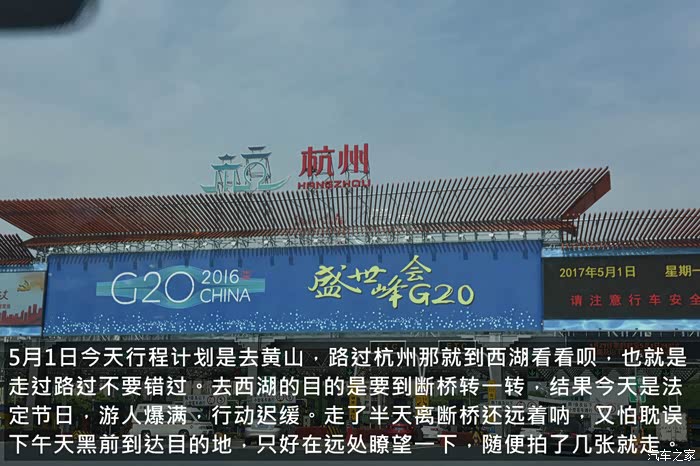 杭州
HANGZHOU
G20 2016 CHINA
盛世峰会G20
2017年5月1日 星期
请注意行车安全
5月1日今天行程计划是去黄山，路过杭州那就到西湖看看呗，也就是
走过路过不要错过。去西湖的目的是要到断桥转一转，结果今天是法
定节日，游人爆满、行动迟缓。走了半天离断桥还远着呐，又怕耽误
下午天黑前到达目的地，只好在远处瞭望一下，随便拍了几张就走。
汽车之家